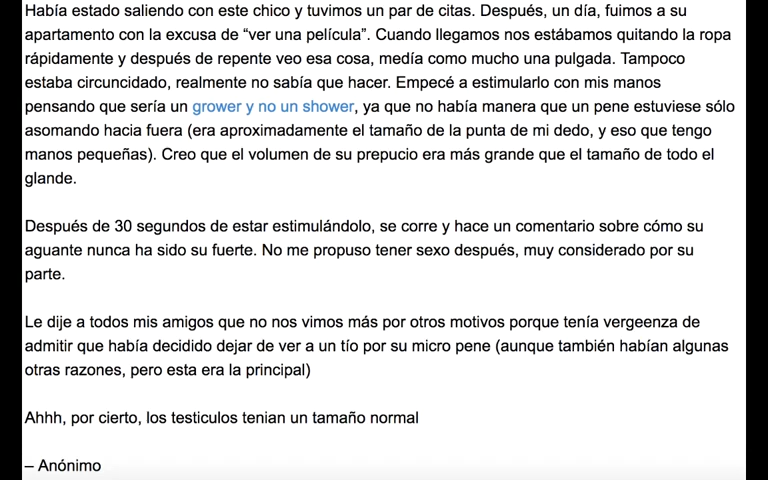 Había estado saliendo con este chico y tuvimos un par de citas. Después, un día, fuimos a su
apartamento con la excusa de “ver una película”. Cuando llegamos nos estábamos quitando la ropa
rápidamente y después de repente veo esa cosa, medía como mucho una pulgada. Tampoco
estaba circuncidado, realmente no sabía que hacer. Empecé a estimularlo con mis manos
pensando que sería un grower y no un shower, ya que no había manera que un pene estuviese sólo
asomando hacia fuera (era aproximadamente el tamaño de la punta de mi dedo, y eso que tengo
manos pequeñas). Creo que el volumen de su prepucio era más grande que el tamaño de todo el
glande.
Después de 30 segundos de estar estimulándolo, se corre y hace un comentario sobre cómo su
aguante nunca ha sido su fuerte. No me propuso tener sexo después, muy considerado por su
parte.
Le dije a todos mis amigos que no nos vimos más por otros motivos porque tenía vergeenza de
admitir que había decidido dejar de ver a un tío por su micro pene (aunque también habían algunas
otras razones, pero esta era la principal)
Ahhh, por cierto, los testiculos tenian un tamaño normal
– Anónimo